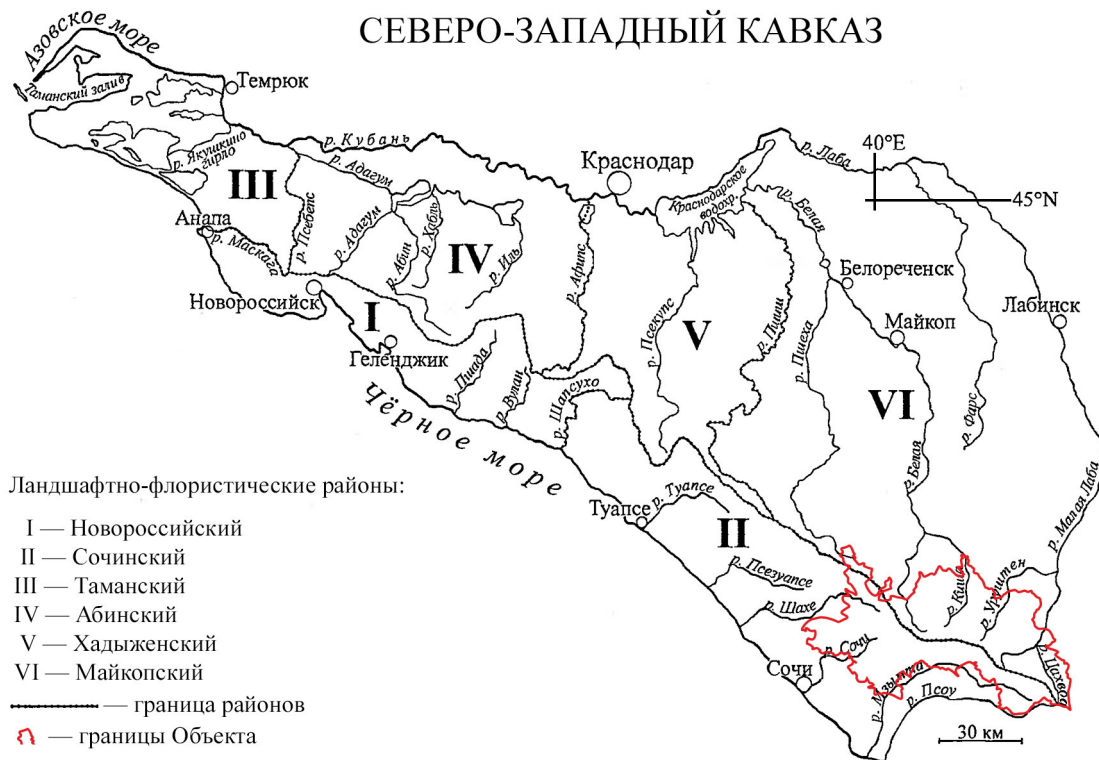 СЕВЕРО-ЗАПАДНЫЙ КАВКАЗ
Азовское море
Таманский залив
Темрюк
р. Кубань
р. Якушкино гирло
III
р. Адагум
Краснодар
р. Лаба
40°E
45°N
Краснодарское водохр.
р. Белая
Анапа
р. Маскага
р. Псебепс
р. Адагум
р. Абин
р. Хабль
IV
р. Иль
р. Афипс
Белореченск
Новороссийск
I
Геленджик
р. Псекупс
V
р. Пшиш
р. Пшеха
Майкоп
Лабинск
р. Пшада
р. Вулан
р. Шапсухо
VI
р. Фарс
Чёрное море
р. Белая
р. Малая Лаба
Туапсе
р. Туапсе
II
р. Псезуапсе
р. Шахе
р. Киша
р. Уруштен
р. Сочи
Сочи
р. Мзымта
р. Псоу
р. Цахвоа
30 км
Ландшафтно-флористические районы:
I — Новороссийский
II — Сочинский
III — Таманский
IV — Абинский
V — Хадыженский
VI — Майкопский
— граница районов
— границы Объекта